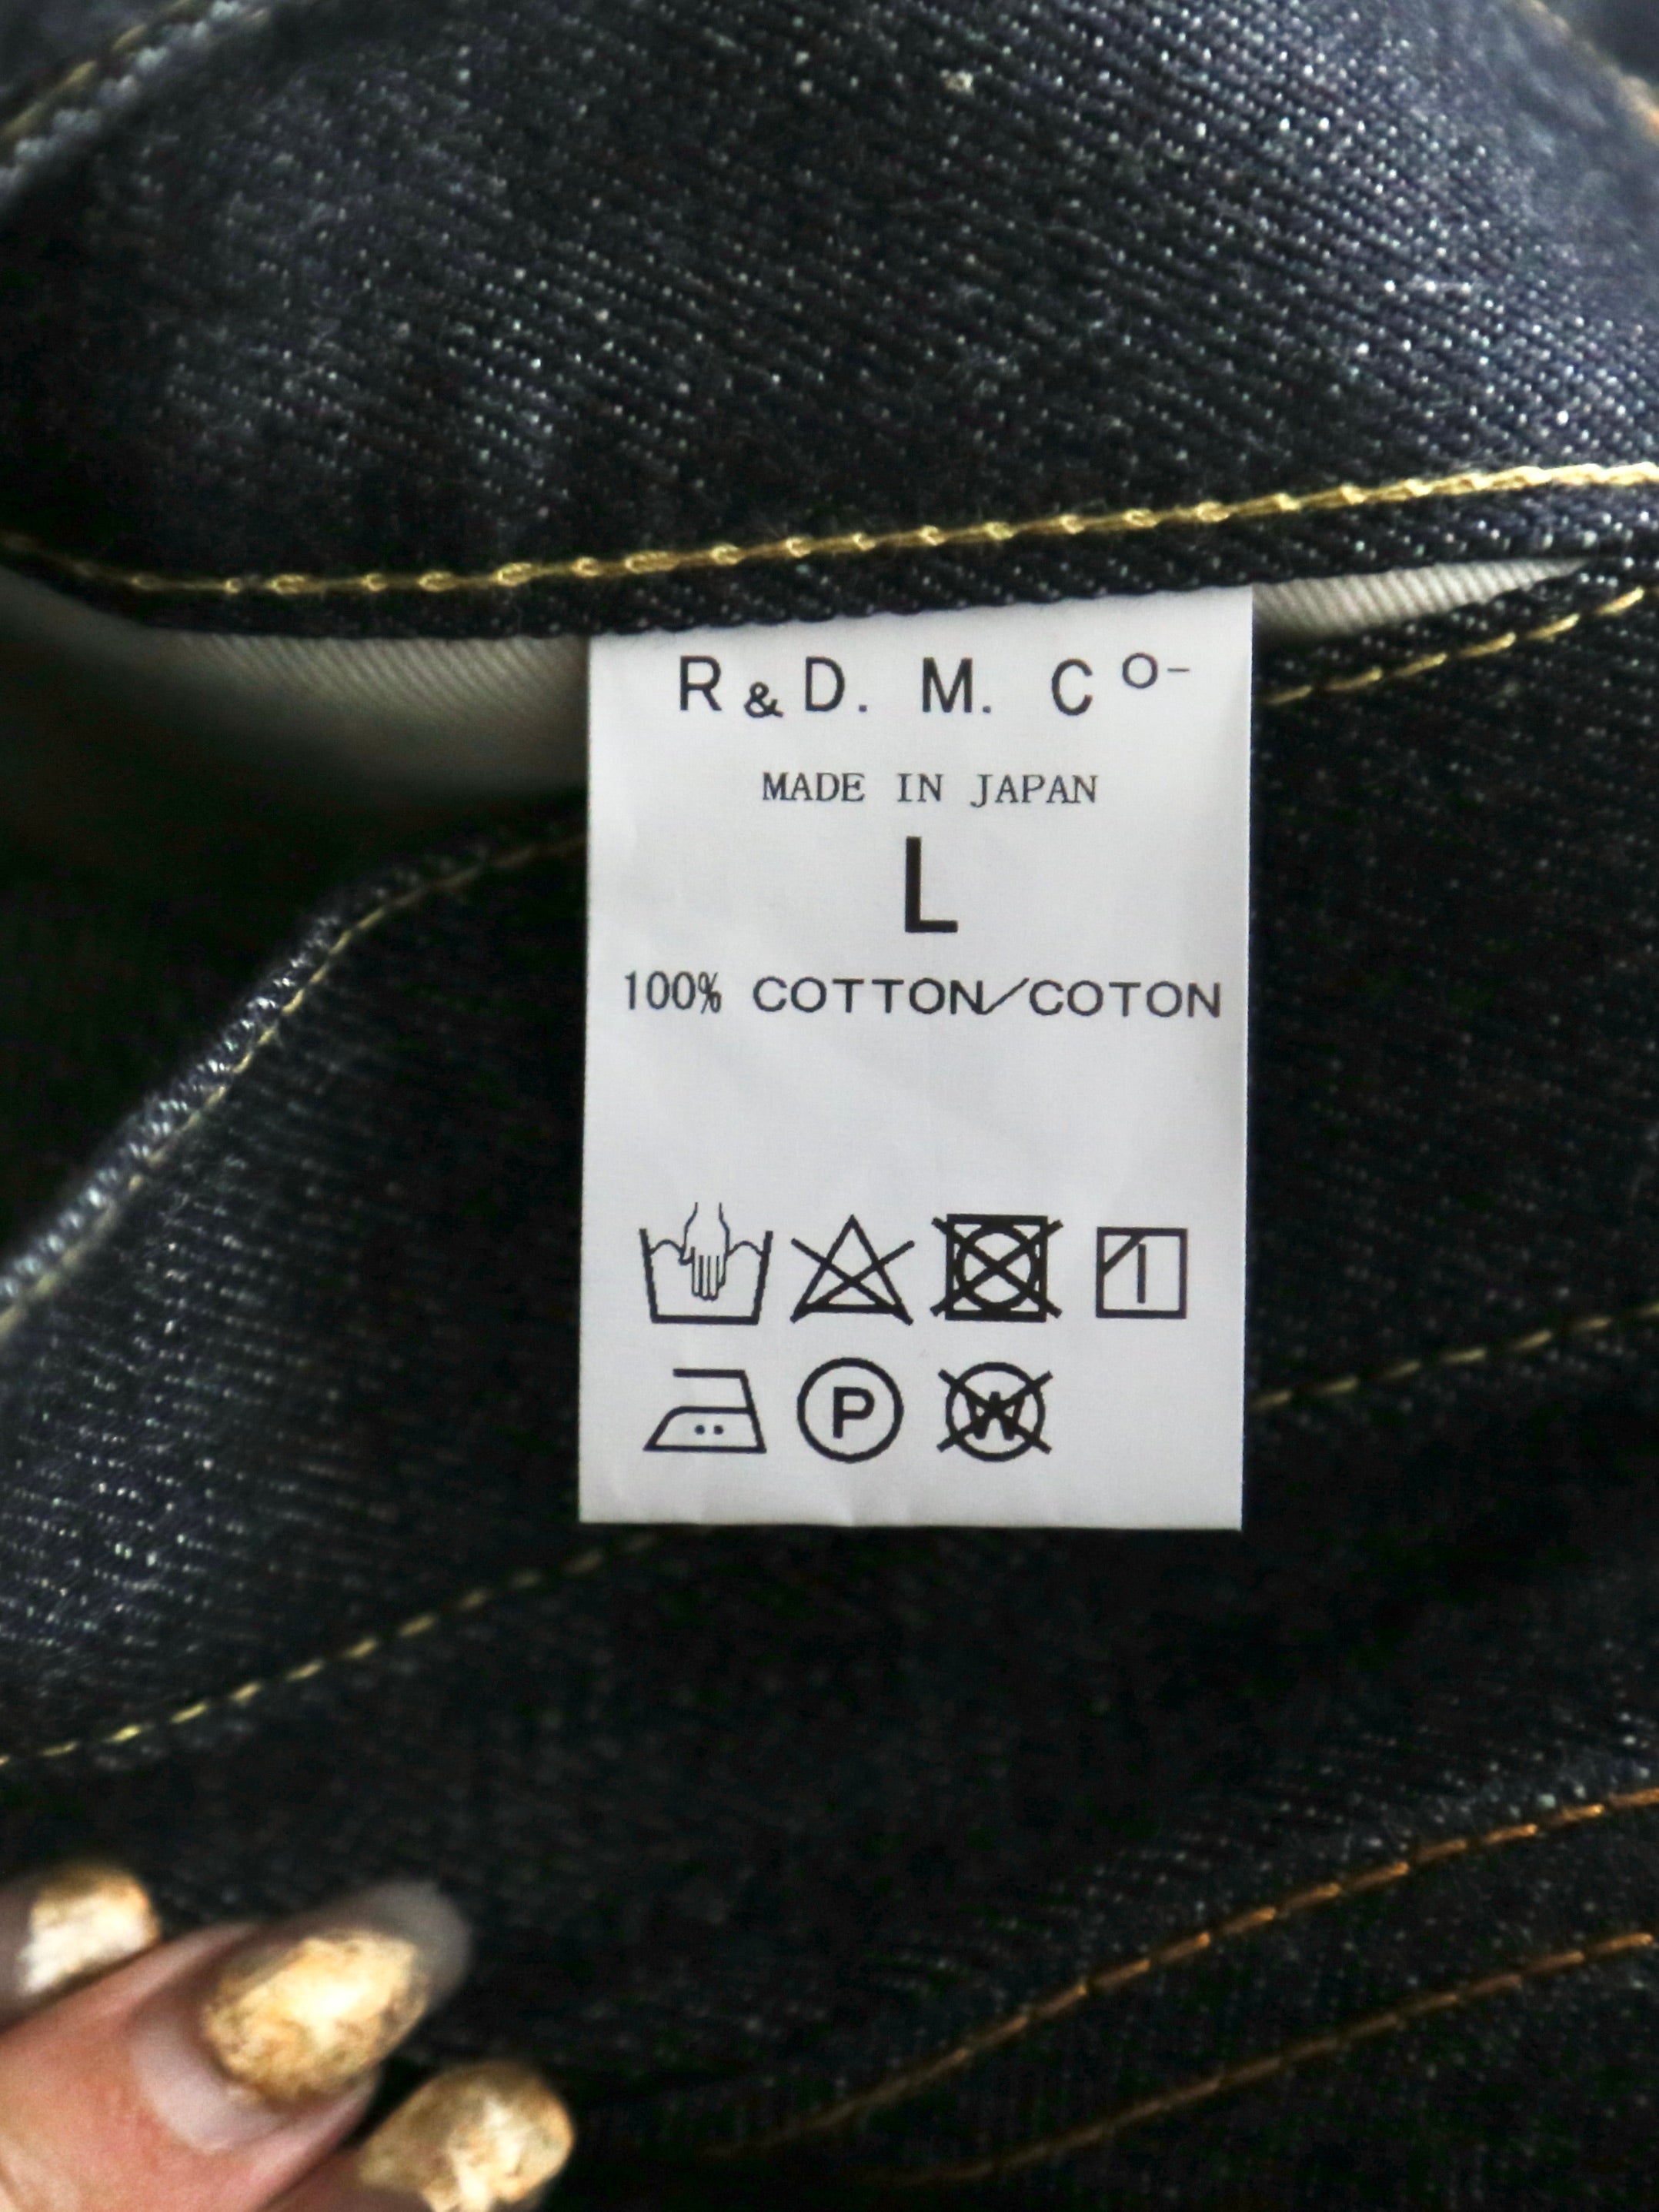 R&D. M. Co-
MADE IN JAPAN
L
100% COTTON/COTON
P W